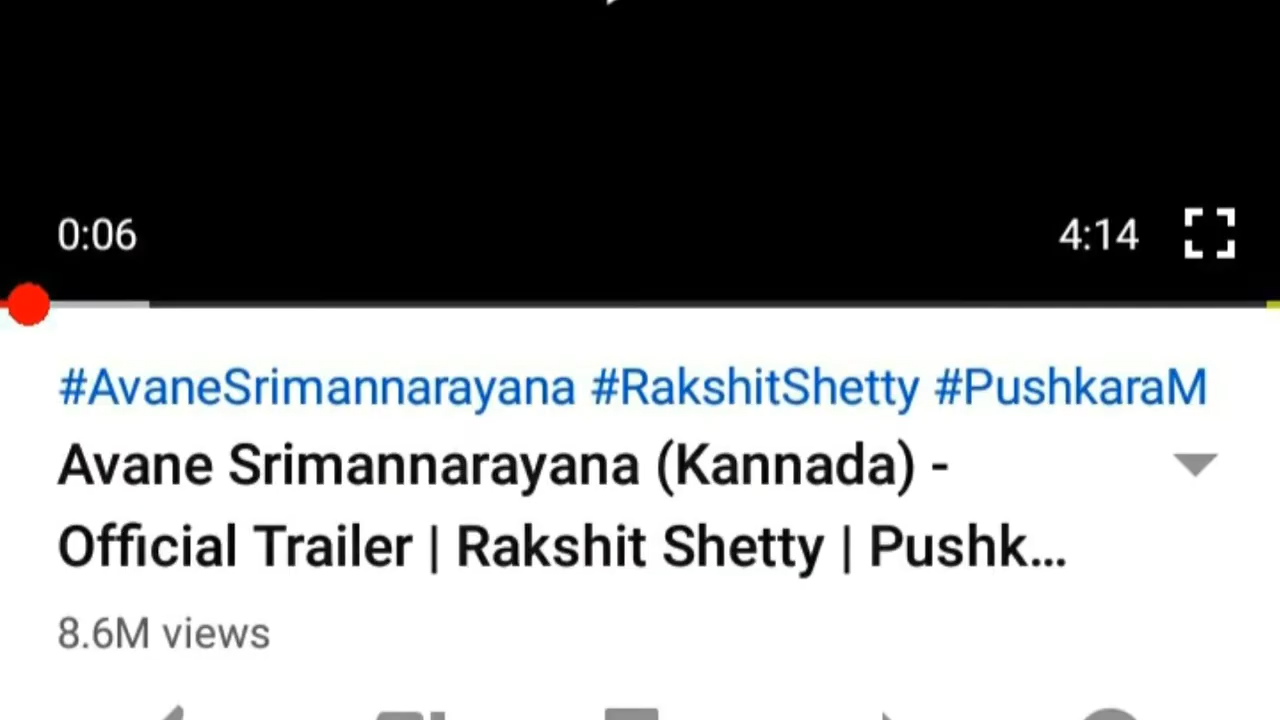 0:06 4:14
#AvaneSrimannarayana #RakshitShetty #PushkaraM
Avane Srimannarayana (Kannada) -
Official Trailer | Rakshit Shetty | Pushk...
8.6M views